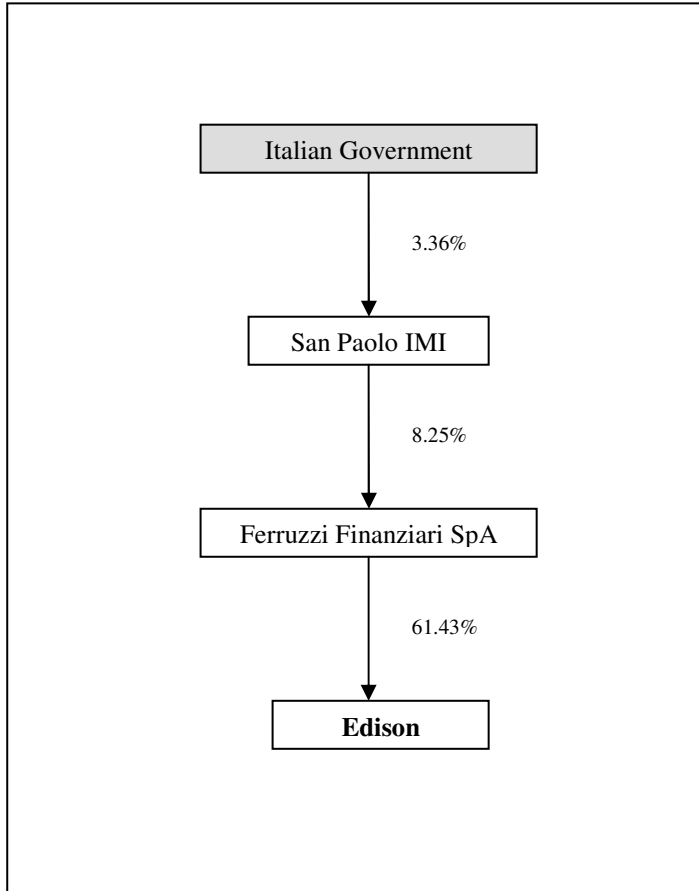 Italian Government
3.36%
San Paolo IMI
8.25%
Ferruzzi Finanziari SpA
61.43%
Edison